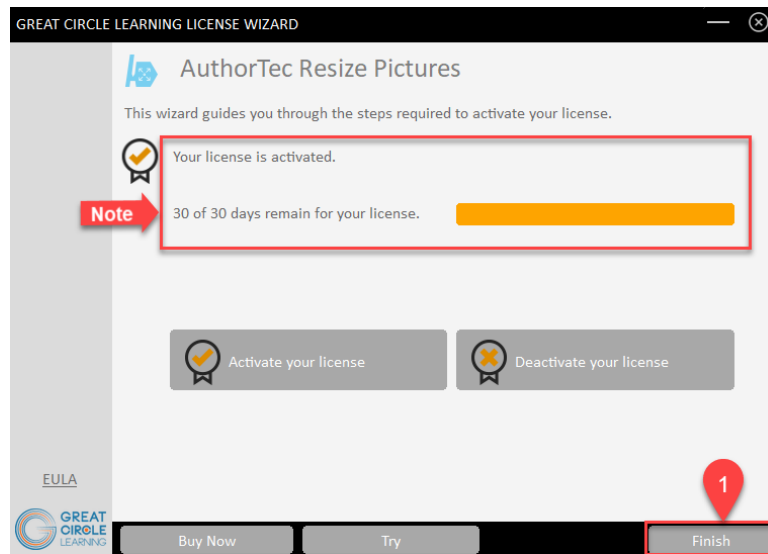 GREAT CIRCLE LEARNING LICENSE WIZARD
AuthorTec Resize Pictures
This wizard guides you through the steps required to activate your license.
Your license is activated.
Note
30 of 30 days remain for your license.
Activate your license
Deactivate your license
EULA
1
GREAT
CIRCLE
LEARNING
Buy Now
Try
Finish